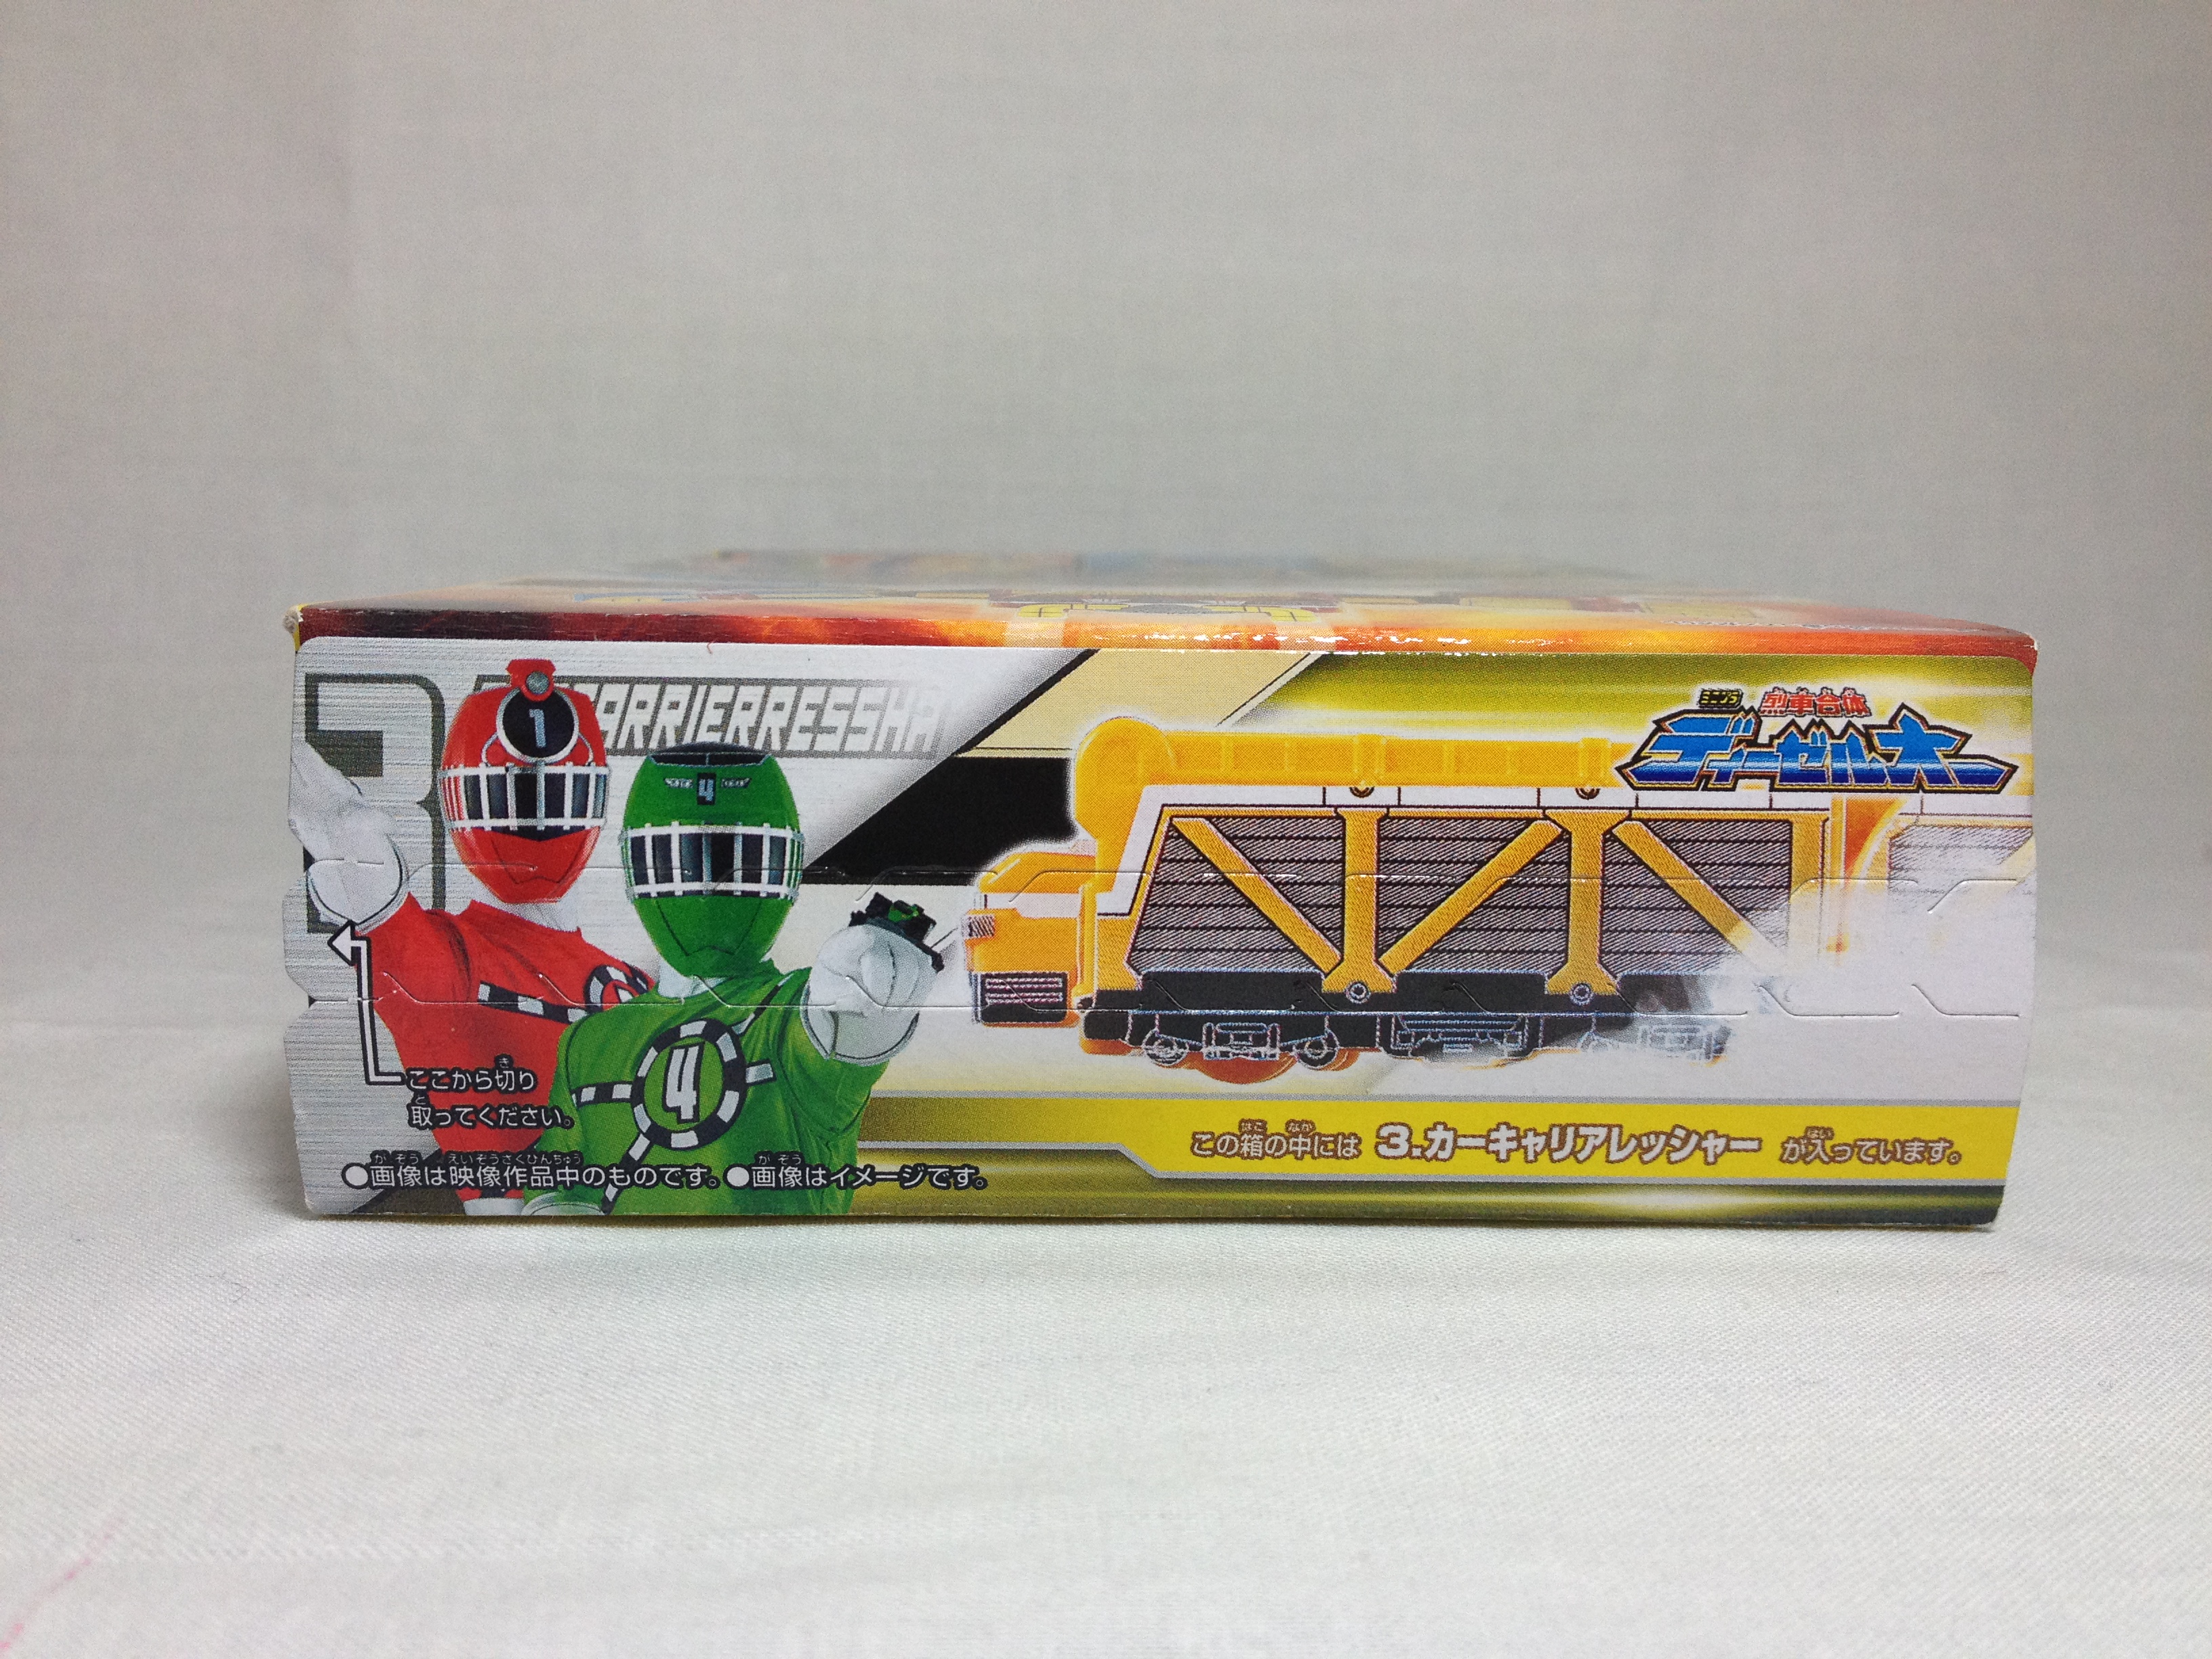 3
CARRIERRESSHA
1
4
4
ミニプラ 烈車合体
ディーゼルオー
ここから切り
取ってください。
●画像は映像作品中のものです。●画像はイメージです。
この箱の中には 3.カーキャリアレッシャー が入っています。